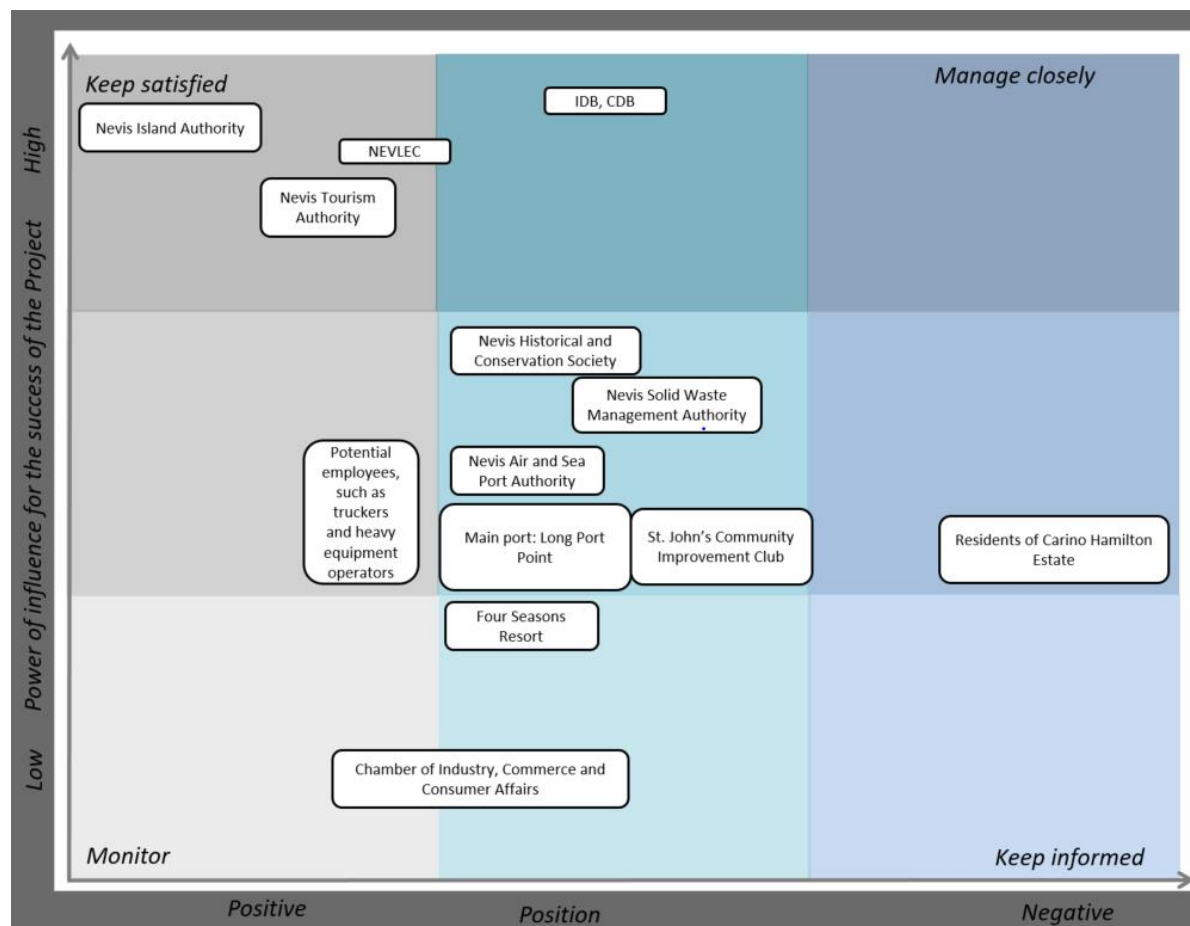 Keep satisfied
Manage closely
IDB, CDB
Nevis Island Authority
NEVLEC
Nevis Tourism
Authority
Nevis Historical and
Conservation Society
Nevis Solid Waste
Management Authority
Potential
employees,
such as
truckers
and heavy
equipment
operators
Nevis Air and Sea
Port Authority
Main port: Long Port
Point
St. John’s Community
Improvement Club
Residents of Carino Hamilton
Estate
Four Seasons
Resort
Chamber of Industry, Commerce and
Consumer Affairs
Monitor
Keep informed
Low Power of influence for the success of the Project High
Positive Position Negative